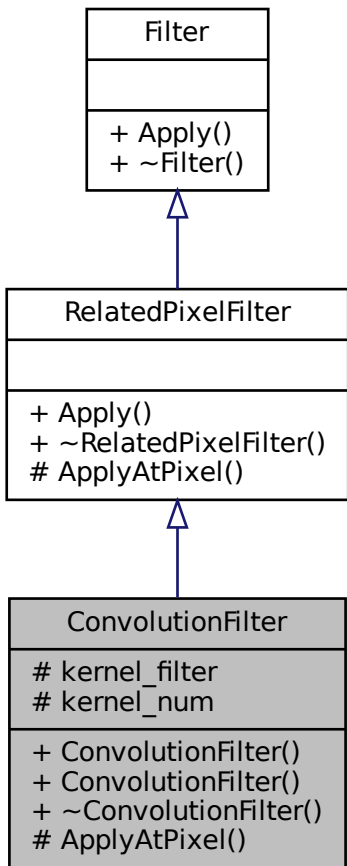 Filter
+ Apply()
+ ~Filter()
RelatedPixelFilter
+ Apply()
+ ~RelatedPixelFilter()
# ApplyAtPixel()
ConvolutionFilter
# kernel_filter
# kernel_num
+ ConvolutionFilter()
+ ConvolutionFilter()
+ ~ConvolutionFilter()
# ApplyAtPixel()